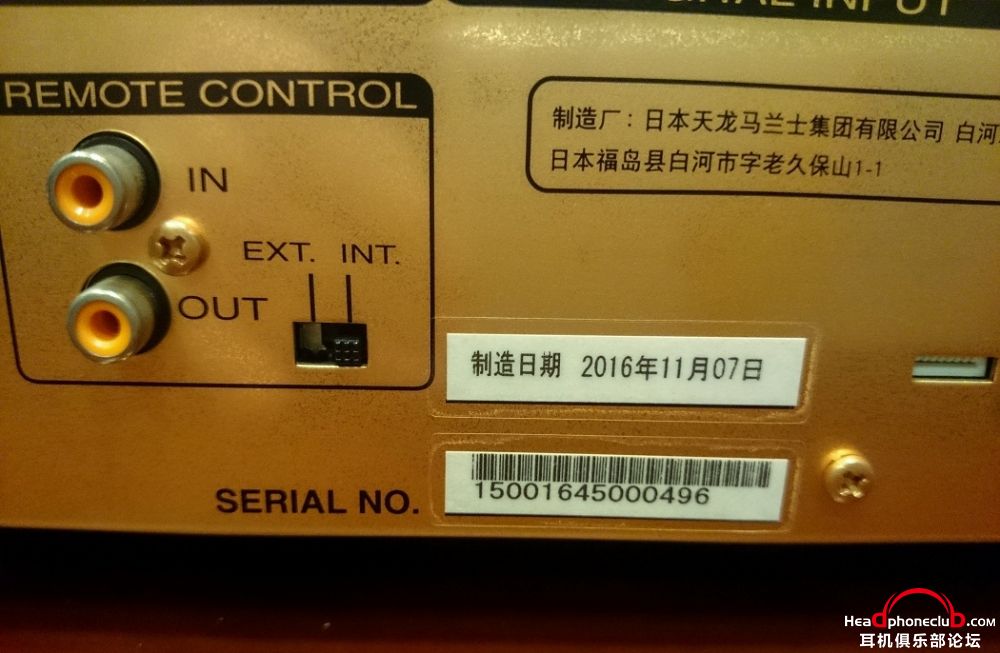 INPUT
REMOTE CONTROL
IN
EXT. INT.
OUT
制造厂：日本天龙马兰士集团有限公司 白河
日本福岛县白河市字老久保山1-1
制造日期 2016年11月07日
SERIAL NO.
15001645000496
Headphoneclub.com
耳机俱乐部论坛